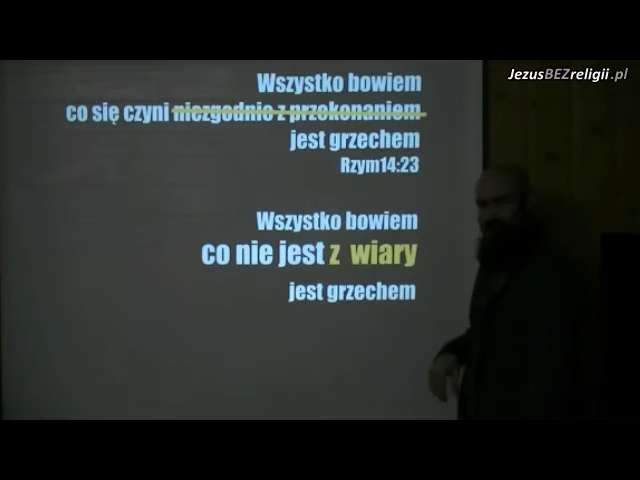 JezusBEZreligii.pl
Wszystko bowiem
co się czyni niezgodnie z przekonaniem
jest grzechem
Rzym14:23
Wszystko bowiem
co nie jest z wiary
jest grzechem